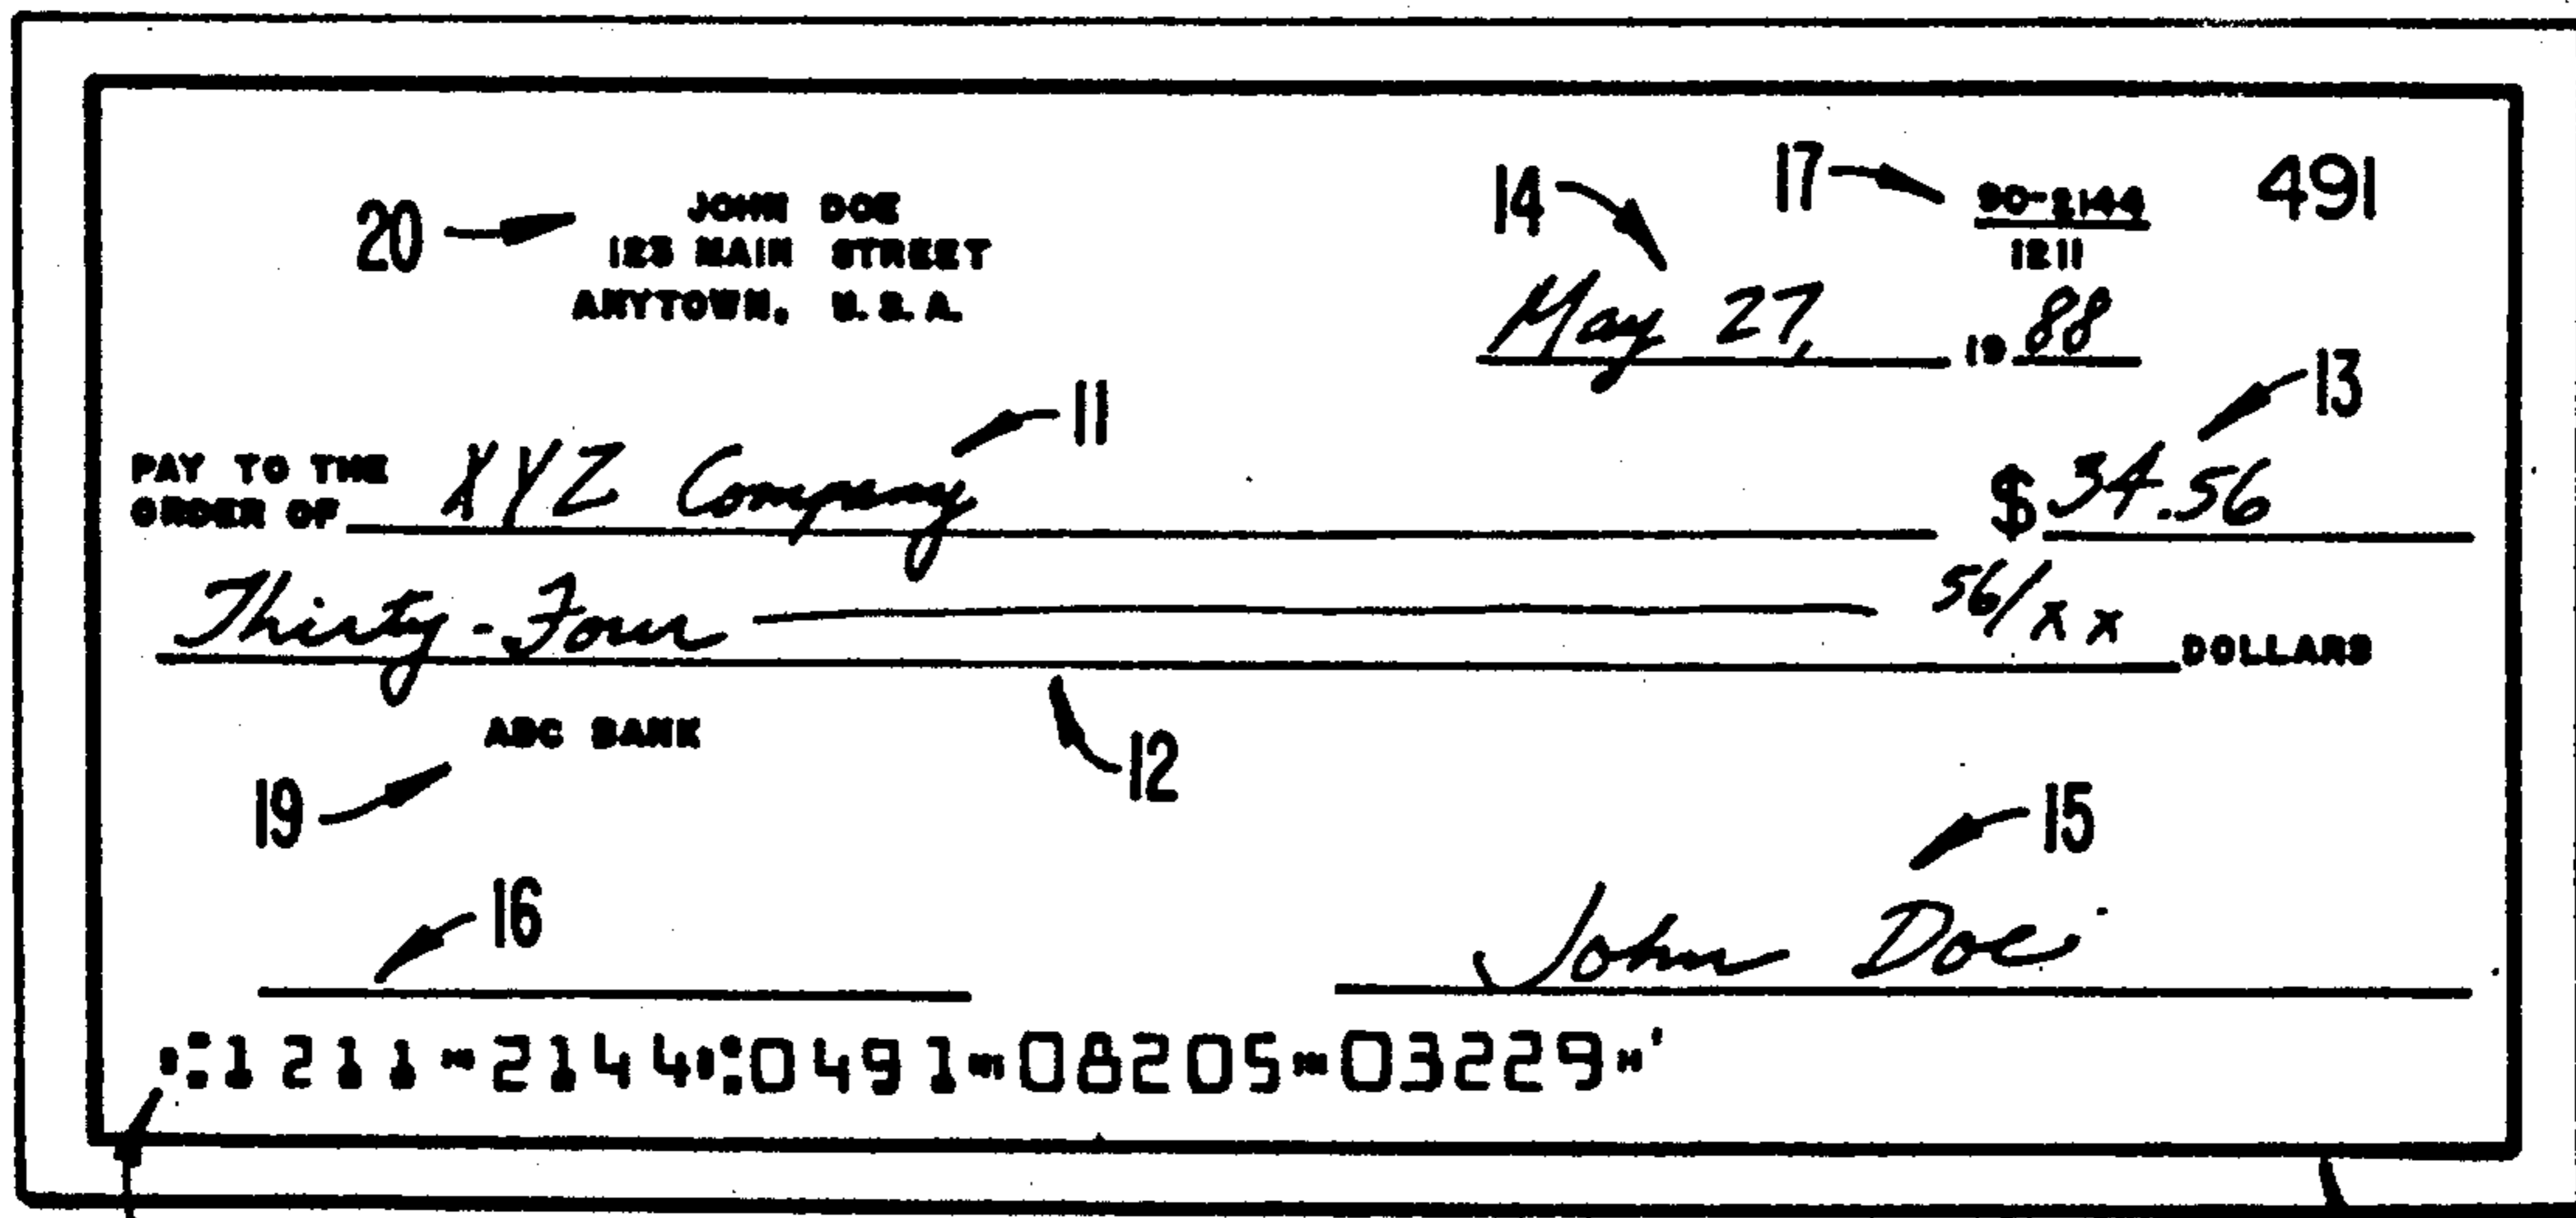 20 JOHN DOE 14 17 90-2144 491
123 MAIN STREET 1211
ANYTOWN, U.S.A. May 27, 19 88
11 13
PAY TO THE
ORDER OF XYZ Company $ 34.56
Thirty-Four 56/xx DOLLARS
ABC BANK 12
19 15
16 John Doe
⑆1211⑉2144⑆0491⑉08205⑉03229⑈